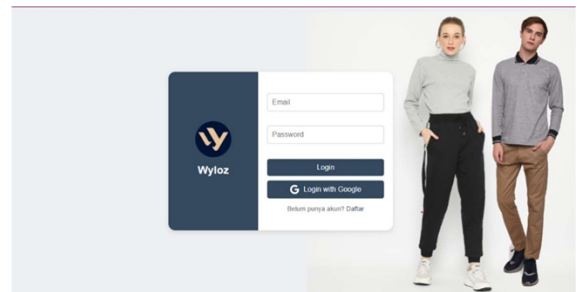 Email
Password
Wyloz
Login
G Login with Google
Belum punya akun? Daftar